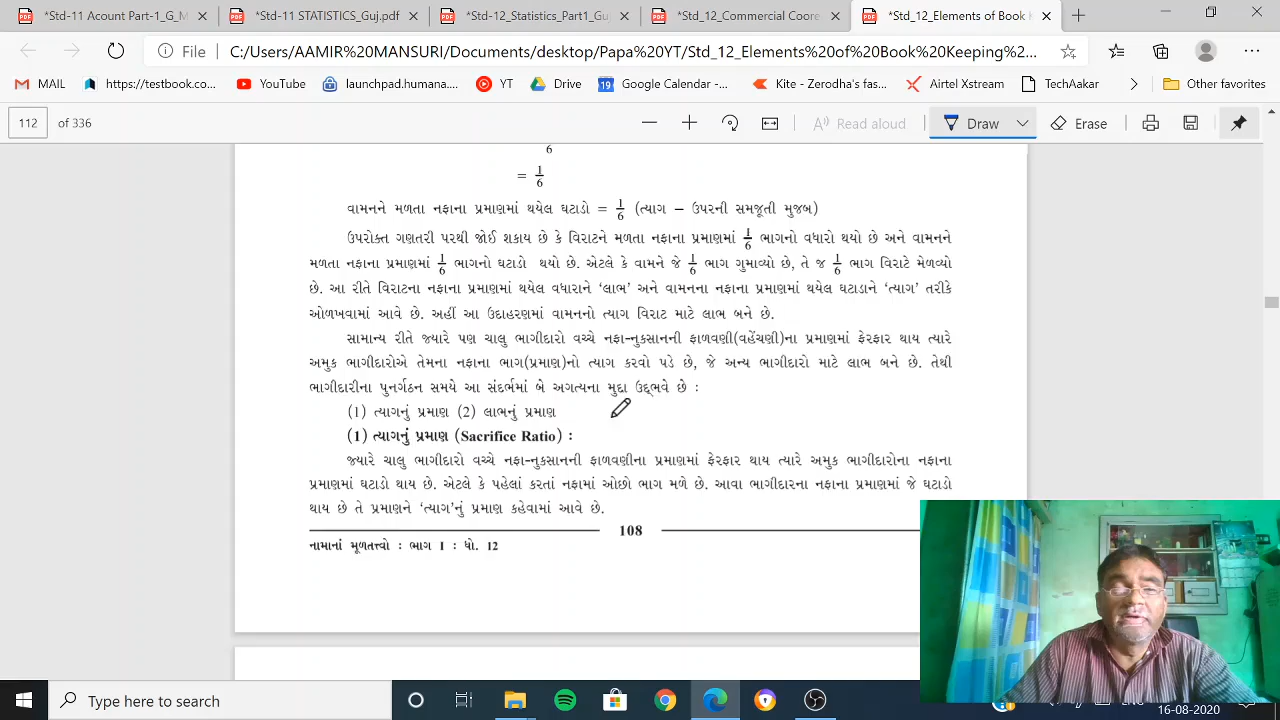 *Std-11 Acount Part-1_G_M
*Std-11 STATISTICS_Gu.pdf
*Std-12_Statistics_Part1_Guj
*Std_12_Commercial Coore
*Std_12_Elements of Book K
File
C:/Users/AAMIR%20MANSURI/Documents/desktop/Papa%20YT/Std_12_Elements%20of%20Book%20Keeping%2...
MAIL
https://testbook.co...
YouTube
launchpad.humana...
YT
Drive
Google Calendar -...
Kite - Zerodha's fas...
Airtel Xstream
TechAakar
Other favorites
112 of 336
Read aloud
Draw
Erase
6
= 1/6
વામનને મળતા નફાના પ્રમાણમાં થયેલ ઘટાડો = 1/6 (ત્યાગ – ઉપરની સમજૂતી મુજબ)
ઉપરોક્ત ગણતરી પરથી જોઈ શકાય છે કે વિરાટને મળતા નફાના પ્રમાણમાં 1/6 ભાગનો વધારો થયો છે અને વામનને
મળતા નફાના પ્રમાણમાં 1/6 ભાગનો ઘટાડો થયો છે. એટલે કે વામને જે 1/6 ભાગ ગુમાવ્યો છે, તે જ 1/6 ભાગ વિરાટે મેળવ્યો
છે. આ રીતે વિરાટના નફાના પ્રમાણમાં થયેલ વધારાને ‘લાભ’ અને વામનના નફાના પ્રમાણમાં થયેલ ઘટાડાને ‘ત્યાગ’ તરીકે
ઓળખવામાં આવે છે. અહીં આ ઉદાહરણમાં વામનનો ત્યાગ વિરાટ માટે લાભ બને છે.
સામાન્ય રીતે જ્યારે પણ ચાલુ ભાગીદારો વચ્ચે નફા-નુકસાનની ફાળવણી(વહેંચણી)ના પ્રમાણમાં ફેરફાર થાય ત્યારે
અમુક ભાગીદારોએ તેમના નફાના ભાગ(પ્રમાણ)નો ત્યાગ કરવો પડે છે, જે અન્ય ભાગીદારો માટે લાભ બને છે. તેથી
ભાગીદારીના પુનર્ગઠન સમયે આ સંદર્ભમાં બે અગત્યના મુદ્દા ઉદ્ભવે છે :
(1) ત્યાગનું પ્રમાણ (2) લાભનું પ્રમાણ
(1) ત્યાગનું પ્રમાણ (Sacrifice Ratio) :
જ્યારે ચાલુ ભાગીદારો વચ્ચે નફા-નુકસાનની ફાળવણીના પ્રમાણમાં ફેરફાર થાય ત્યારે અમુક ભાગીદારોના નફાના
પ્રમાણમાં ઘટાડો થાય છે. એટલે કે પહેલાં કરતાં નફામાં ઓછો ભાગ મળે છે. આવા ભાગીદારના નફાના પ્રમાણમાં જે ઘટાડો
થાય છે તે પ્રમાણને ‘ત્યાગ’નું પ્રમાણ કહેવામાં આવે છે.
108
નામાનાં મૂળતત્ત્વો : ભાગ I : ધો. 12
Type here to search
16-08-2020